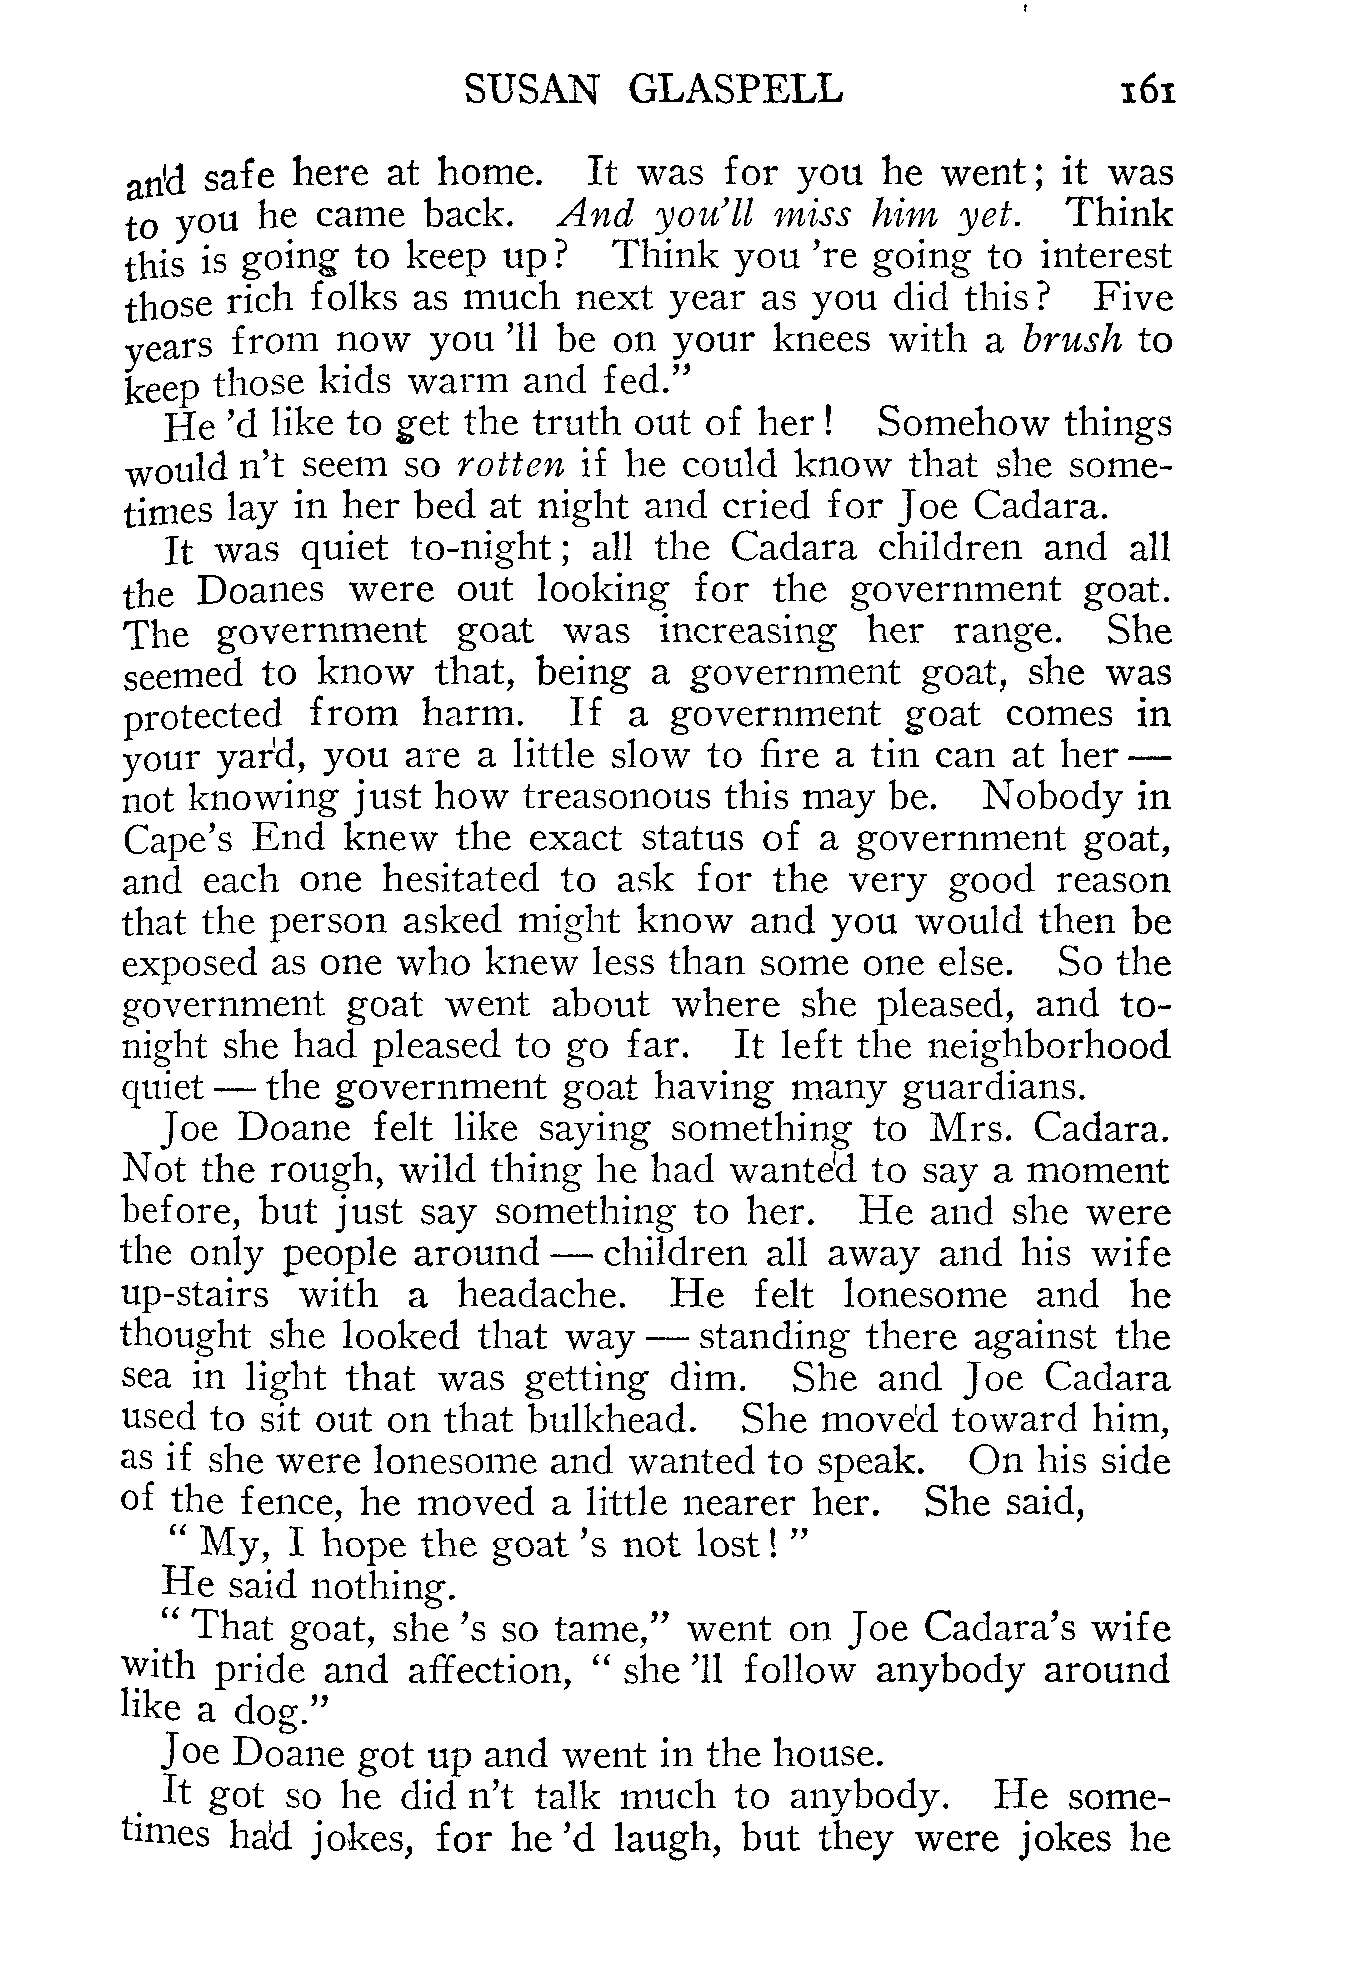 SUSAN GLASPELL 161
and safe here at home. It was for you he went; it was
to you he came back. And you'll miss him yet. Think
this is going to keep up? Think you 're going to interest
those rich folks as much next year as you did this? Five
years from now you 'll be on your knees with a brush to
keep those kids warm and fed."
He 'd like to get the truth out of her! Somehow things
would n't seem so rotten if he could know that she some-
times lay in her bed at night and cried for Joe Cadara.
It was quiet to-night; all the Cadara children and all
the Doanes were out looking for the government goat.
The government goat was increasing her range. She
seemed to know that, being a government goat, she was
protected from harm. If a government goat comes in
your yard, you are a little slow to fire a tin can at her —
not knowing just how treasonous this may be. Nobody in
Cape's End knew the exact status of a government goat,
and each one hesitated to ask for the very good reason
that the person asked might know and you would then be
exposed as one who knew less than some one else. So the
government goat went about where she pleased, and to-
night she had pleased to go far. It left the neighborhood
quiet — the government goat having many guardians.
Joe Doane felt like saying something to Mrs. Cadara.
Not the rough, wild thing he had wanted to say a moment
before, but just say something to her. He and she were
the only people around — children all away and his wife
up-stairs with a headache. He felt lonesome and he
thought she looked that way — standing there against the
sea in light that was getting dim. She and Joe Cadara
used to sit out on that bulkhead. She moved toward him,
as if she were lonesome and wanted to speak. On his side
of the fence, he moved a little nearer her. She said,
" My, I hope the goat 's not lost! "
He said nothing.
" That goat, she 's so tame," went on Joe Cadara's wife
with pride and affection, " she 'll follow anybody around
like a dog."
Joe Doane got up and went in the house.
It got so he did n't talk much to anybody. He some-
times had jokes, for he 'd laugh, but they were jokes he